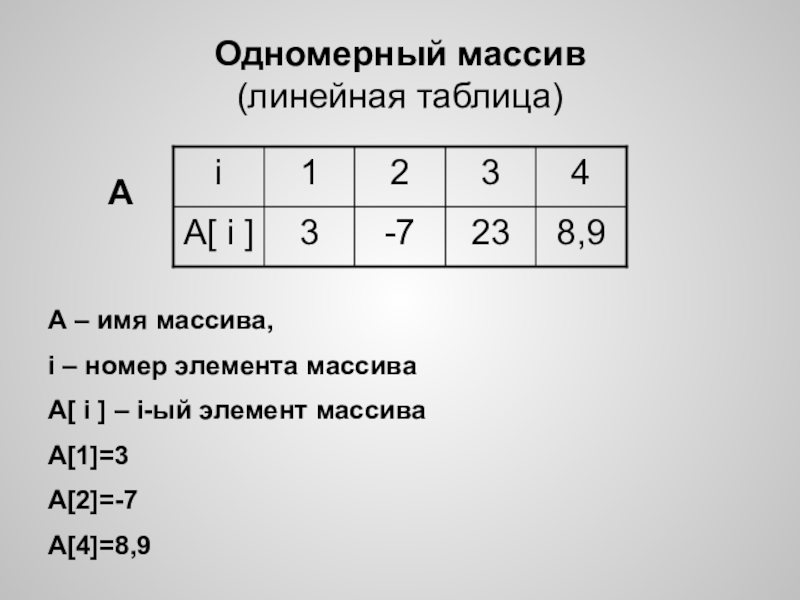 Одномерный массив
(линейная таблица)
А
i 1 2 3 4
A[ i ] 3 -7 23 8,9
А – имя массива,
i – номер элемента массива
A[ i ] – i-ый элемент массива
A[1]=3
A[2]=-7
A[4]=8,9